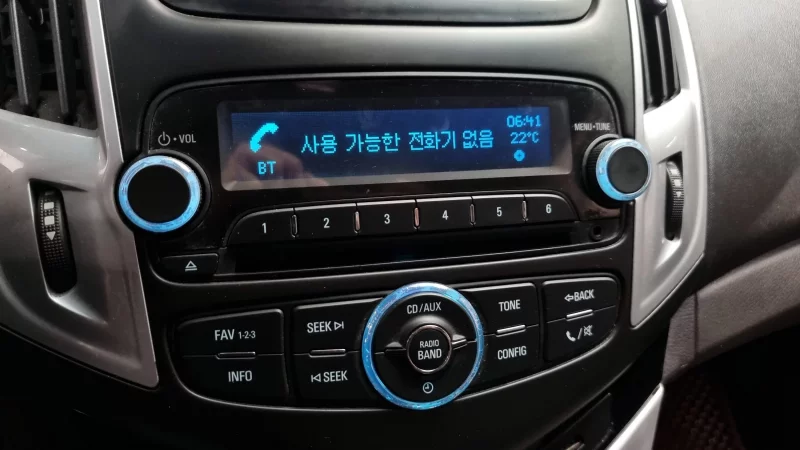 06:41
사용 가능한 전화기 없음
22°C
BT
⏻•VOL
MENU•TUNE
1
2
3
4
5
6
CD/AUX
TONE
BACK
FAV 1-2-3
SEEK
RADIO
BAND
INFO
SEEK
CONFIG